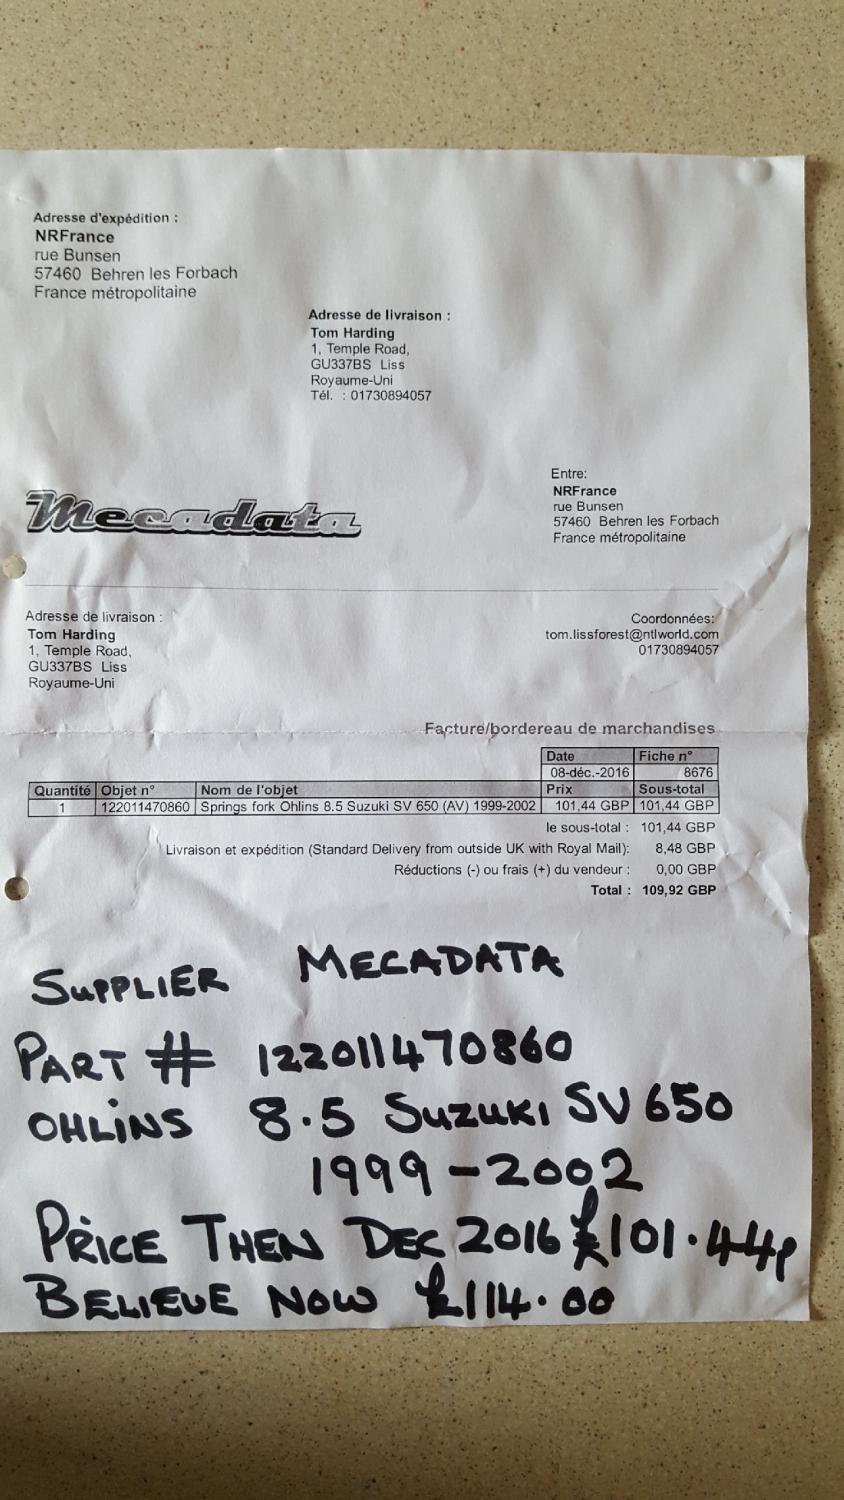 Adresse d'expédition :
NRFrance
rue Bunsen
57460 Behren les Forbach
France métropolitaine
Adresse de livraison :
Tom Harding
1, Temple Road,
GU337BS Liss
Royaume-Uni
Tél. : 01730894057
Mecadata
Entre:
NRFrance
rue Bunsen
57460 Behren les Forbach
France métropolitaine
Adresse de livraison :
Tom Harding
1, Temple Road,
GU337BS Liss
Royaume-Uni
Coordonnées:
tom.lissforest@ntlworld.com
01730894057
Facture/bordereau de marchandises
Date Fiche n°
08-déc.-2016 8676
Quantité Objet n° Nom de l'objet Prix Sous-total
1 122011470860 Springs fork Ohlins 8.5 Suzuki SV 650 (AV) 1999-2002 101,44 GBP 101,44 GBP
le sous-total : 101,44 GBP
Livraison et expédition (Standard Delivery from outside UK with Royal Mail): 8,48 GBP
Réductions (-) ou frais (+) du vendeur : 0,00 GBP
Total : 109,92 GBP
SUPPLIER MECADATA
PART # 122011470860
OHLINS 8.5 SUZUKI SV 650
1999-2002
PRICE THEN DEC 2016 £101.44p
BELIEVE NOW £114.00